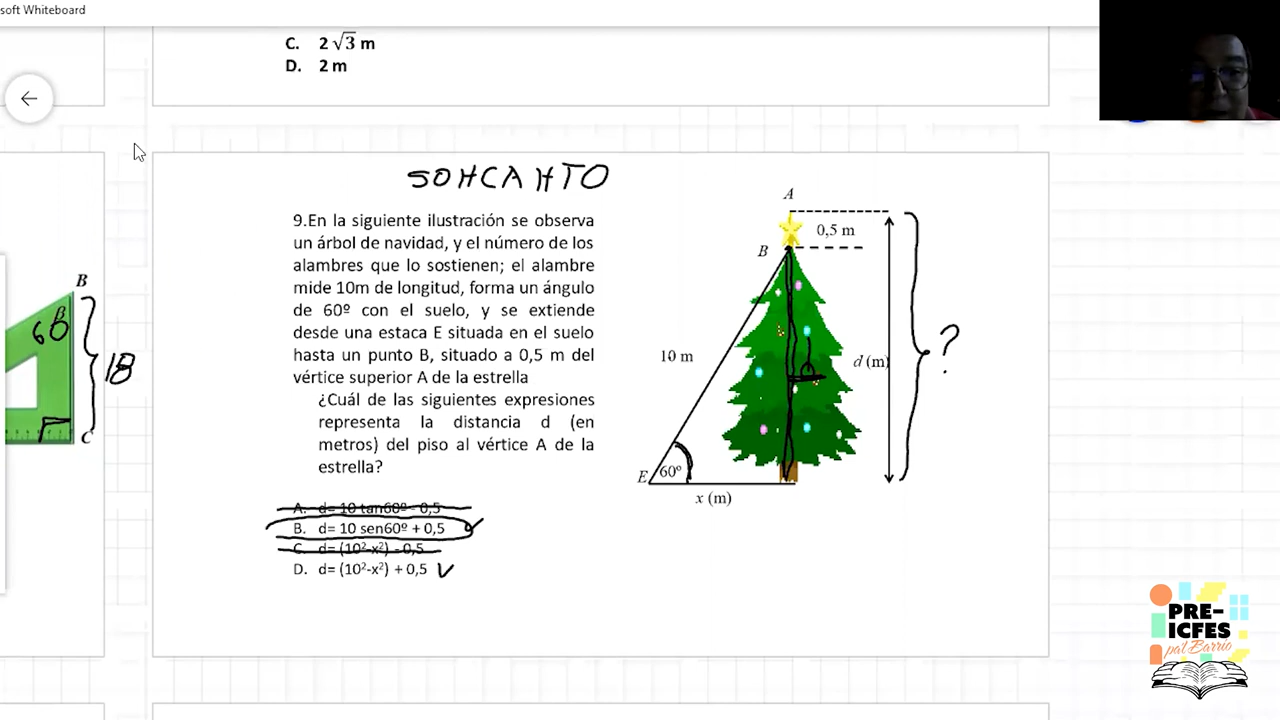 soft Whiteboard
C. 2 √3 m
D. 2 m
SOHCAHTO
9.En la siguiente ilustración se observa
un árbol de navidad, y el número de los
alambres que lo sostienen; el alambre
mide 10m de longitud, forma un ángulo
de 60º con el suelo, y se extiende
desde una estaca E situada en el suelo
hasta un punto B, situado a 0,5 m del
vértice superior A de la estrella
¿Cuál de las siguientes expresiones
representa la distancia d (en
metros) del piso al vértice A de la
estrella?
A. d= 10 tan60º - 0,5
B. d= 10 sen60º + 0,5
C. d= (10²-x²) - 0,5
D. d= (10²-x²) + 0,5
A
0,5 m
B
10 m
d (m)
?
E
60º
x (m)
B
60
18
C
PRE-
ICFES
pal Barrio